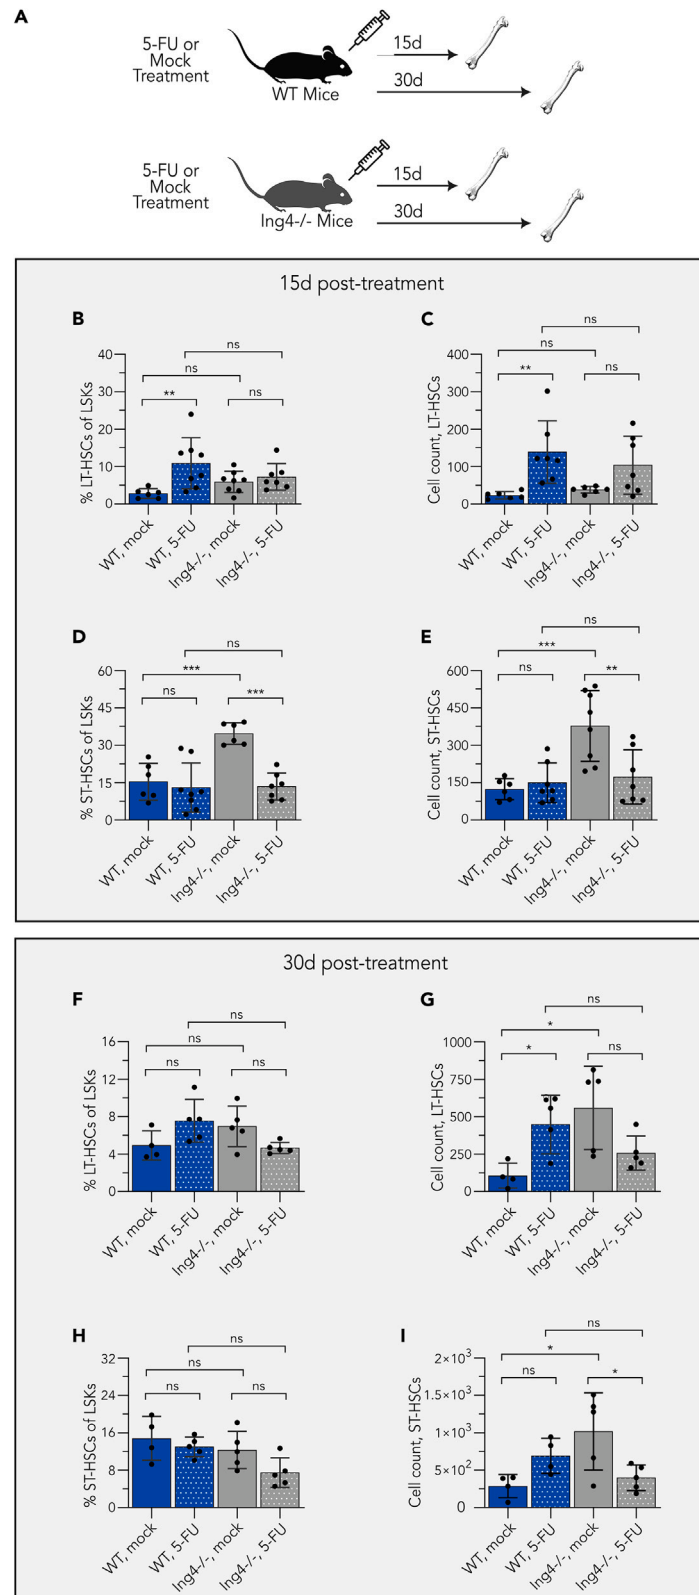 A
5-FU or
Mock
Treatment
WT Mice
15d
30d
5-FU or
Mock
Treatment
Ing4-/- Mice
15d
30d
15d post-treatment
B
% LT-HSCs of LSKs
40
30
20
10
0
ns
ns
**
ns
WT, mock
WT, 5-FU
Ing4-/-, mock
Ing4-/-, 5-FU
C
Cell count, LT-HSCs
400
300
200
100
0
ns
ns
**
ns
WT, mock
WT, 5-FU
Ing4-/-, mock
Ing4-/-, 5-FU
D
% ST-HSCs of LSKs
60
45
30
15
0
ns
***
ns
***
WT, mock
WT, 5-FU
Ing4-/-, mock
Ing4-/-, 5-FU
E
Cell count, ST-HSCs
600
450
300
150
0
ns
***
ns
**
WT, mock
WT, 5-FU
Ing4-/-, mock
Ing4-/-, 5-FU
30d post-treatment
F
% LT-HSCs of LSKs
16
12
8
4
0
ns
ns
ns
ns
WT, mock
WT, 5-FU
Ing4-/-, mock
Ing4-/-, 5-FU
G
Cell count, LT-HSCs
1000
750
500
250
0
ns
*
*
ns
WT, mock
WT, 5-FU
Ing4-/-, mock
Ing4-/-, 5-FU
H
% ST-HSCs of LSKs
32
24
16
8
0
ns
ns
ns
ns
WT, mock
WT, 5-FU
Ing4-/-, mock
Ing4-/-, 5-FU
I
Cell count, ST-HSCs
2×10³
1.5×10³
1×10³
5×10²
0
ns
*
ns
*
WT, mock
WT, 5-FU
Ing4-/-, mock
Ing4-/-, 5-FU